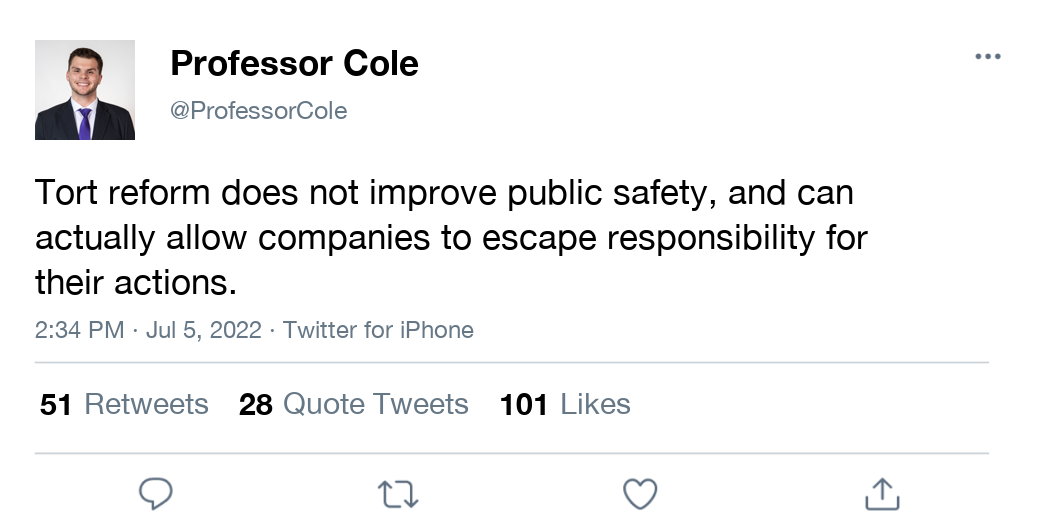 Professor Cole
@ProfessorCole
Tort reform does not improve public safety, and can
actually allow companies to escape responsibility for
their actions.
2:34 PM · Jul 5, 2022 · Twitter for iPhone
51 Retweets 28 Quote Tweets 101 Likes